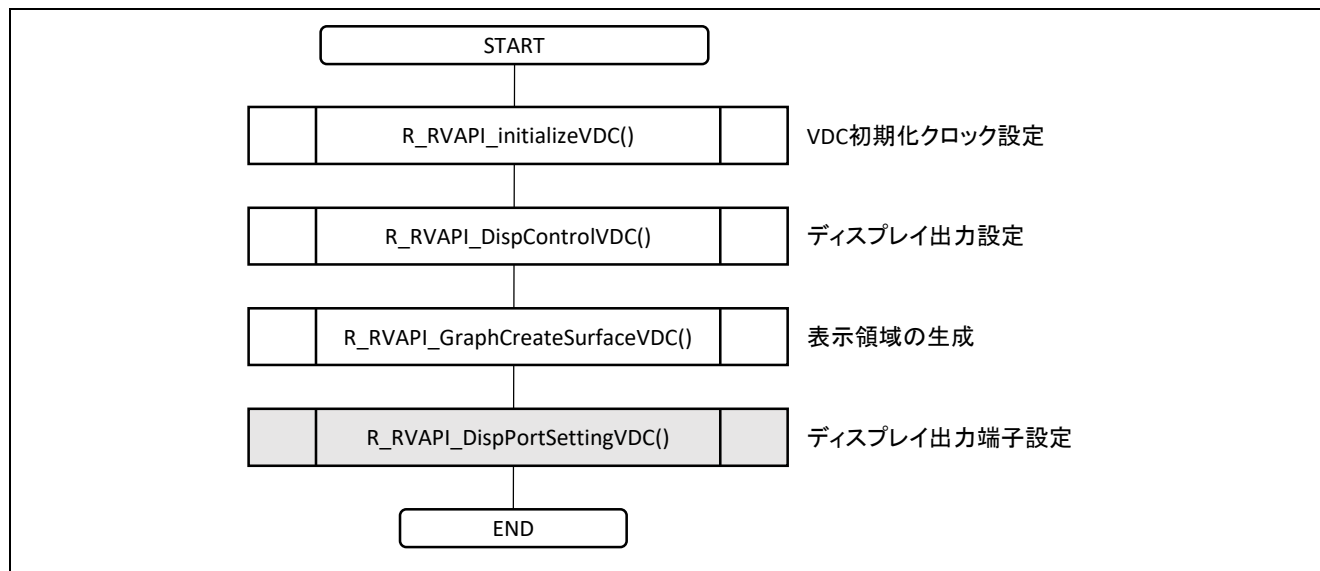 START
R_RVAPI_initializeVDC() VDC初期化クロック設定
R_RVAPI_DispControlVDC() ディスプレイ出力設定
R_RVAPI_GraphCreateSurfaceVDC() 表示領域の生成
R_RVAPI_DispPortSettingVDC() ディスプレイ出力端子設定
END